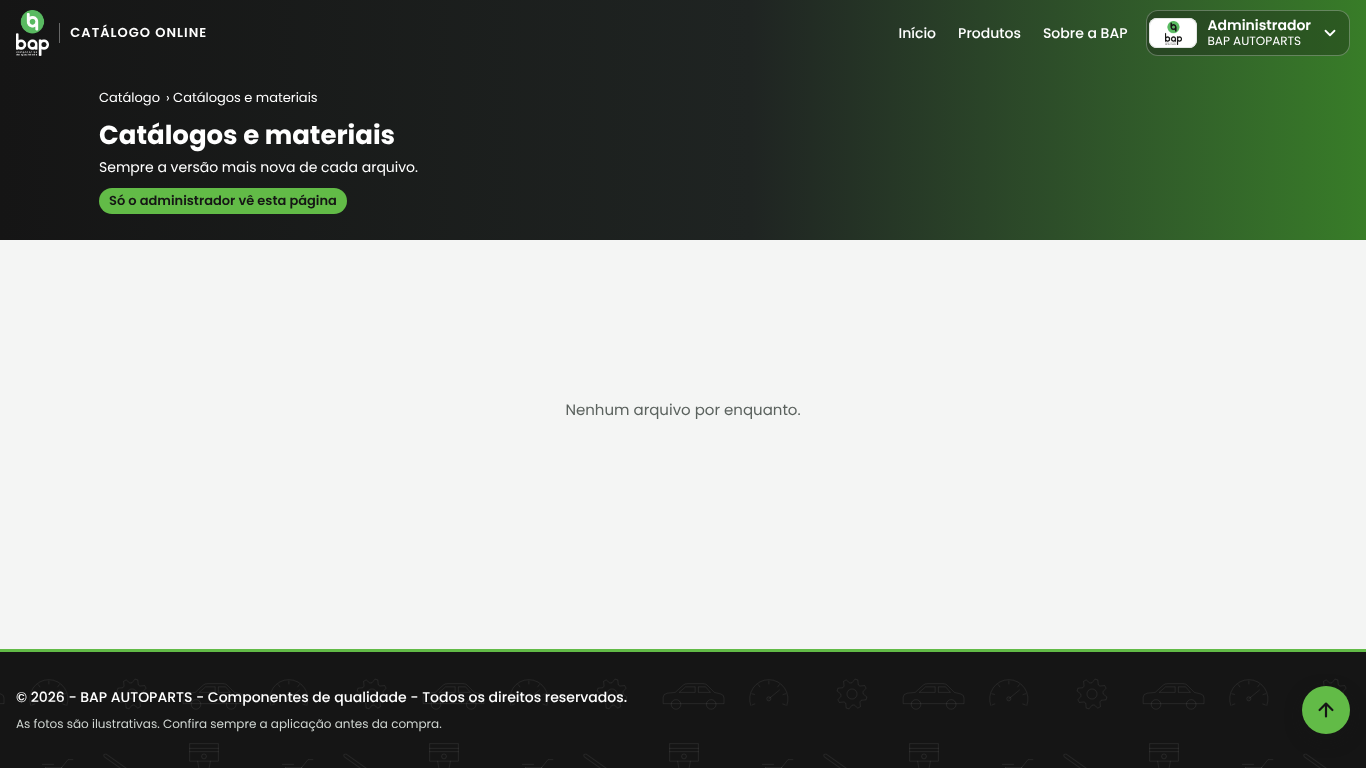 bap
CATÁLOGO ONLINE
Início
Produtos
Sobre a BAP
bap
Administrador
BAP AUTOPARTS
Catálogo › Catálogos e materiais
Catálogos e materiais
Sempre a versão mais nova de cada arquivo.
Só o administrador vê esta página
Nenhum arquivo por enquanto.
© 2026 - BAP AUTOPARTS - Componentes de qualidade - Todos os direitos reservados.
As fotos são ilustrativas. Confira sempre a aplicação antes da compra.